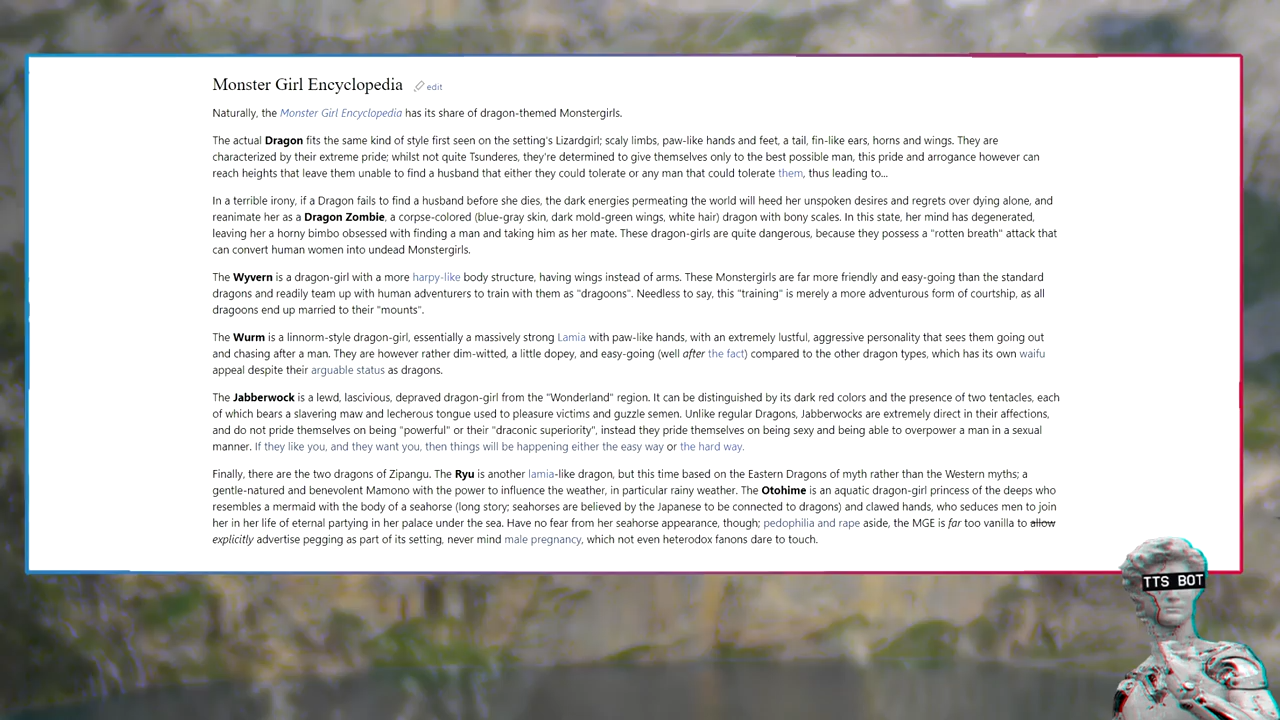 Monster Girl Encyclopedia edit
Naturally, the Monster Girl Encyclopedia has its share of dragon-themed Monstergirls.
The actual Dragon fits the same kind of style first seen on the setting's Lizardgirl; scaly limbs, paw-like hands and feet, a tail, fin-like ears, horns and wings. They are
characterized by their extreme pride; whilst not quite Tsunderes, they're determined to give themselves only to the best possible man, this pride and arrogance however can
reach heights that leave them unable to find a husband that either they could tolerate or any man that could tolerate them, thus leading to...
In a terrible irony, if a Dragon fails to find a husband before she dies, the dark energies permeating the world will heed her unspoken desires and regrets over dying alone, and
reanimate her as a Dragon Zombie, a corpse-colored (blue-gray skin, dark mold-green wings, white hair) dragon with bony scales. In this state, her mind has degenerated,
leaving her a horny bimbo obsessed with finding a man and taking him as her mate. These dragon-girls are quite dangerous, because they possess a "rotten breath" attack that
can convert human women into undead Monstergirls.
The Wyvern is a dragon-girl with a more harpy-like body structure, having wings instead of arms. These Monstergirls are far more friendly and easy-going than the standard
dragons and readily team up with human adventurers to train with them as "dragoons". Needless to say, this "training" is merely a more adventurous form of courtship, as all
dragoons end up married to their "mounts".
The Wurm is a linnorm-style dragon-girl, essentially a massively strong Lamia with paw-like hands, with an extremely lustful, aggressive personality that sees them going out
and chasing after a man. They are however rather dim-witted, a little dopey, and easy-going (well after the fact) compared to the other dragon types, which has its own waifu
appeal despite their arguable status as dragons.
The Jabberwock is a lewd, lascivious, depraved dragon-girl from the "Wonderland" region. It can be distinguished by its dark red colors and the presence of two tentacles, each
of which bears a slavering maw and lecherous tongue used to pleasure victims and guzzle semen. Unlike regular Dragons, Jabberwocks are extremely direct in their affections,
and do not pride themselves on being "powerful" or their "draconic superiority", instead they pride themselves on being sexy and being able to overpower a man in a sexual
manner. If they like you, and they want you, then things will be happening either the easy way or the hard way.
Finally, there are the two dragons of Zipangu. The Ryu is another lamia-like dragon, but this time based on the Eastern Dragons of myth rather than the Western myths; a
gentle-natured and benevolent Mamono with the power to influence the weather, in particular rainy weather. The Otohime is an aquatic dragon-girl princess of the deeps who
resembles a mermaid with the body of a seahorse (long story; seahorses are believed by the Japanese to be connected to dragons) and clawed hands, who seduces men to join
her in her life of eternal partying in her palace under the sea. Have no fear from her seahorse appearance, though; pedophilia and rape aside, the MGE is far too vanilla to allow
explicitly advertise pegging as part of its setting, never mind male pregnancy, which not even heterodox fanons dare to touch.
TTS BOT